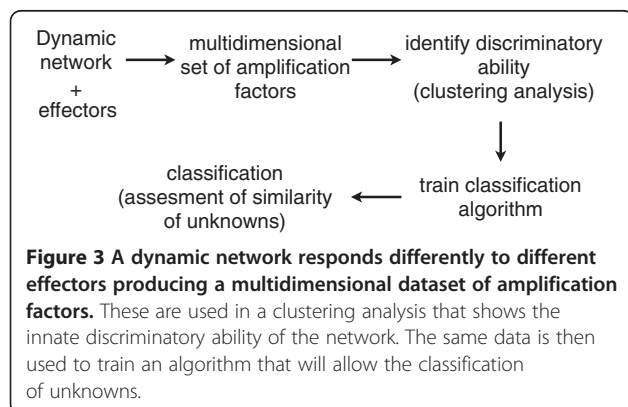 Dynamic
network
+
effectors
multidimensional
set of amplification
factors
identify discriminatory
ability
(clustering analysis)
train classification
algorithm
classification
(assesment of similarity
of unknowns)
Figure 3 A dynamic network responds differently to different
effectors producing a multidimensional dataset of amplification
factors. These are used in a clustering analysis that shows the
innate discriminatory ability of the network. The same data is then
used to train an algorithm that will allow the classification
of unknowns.